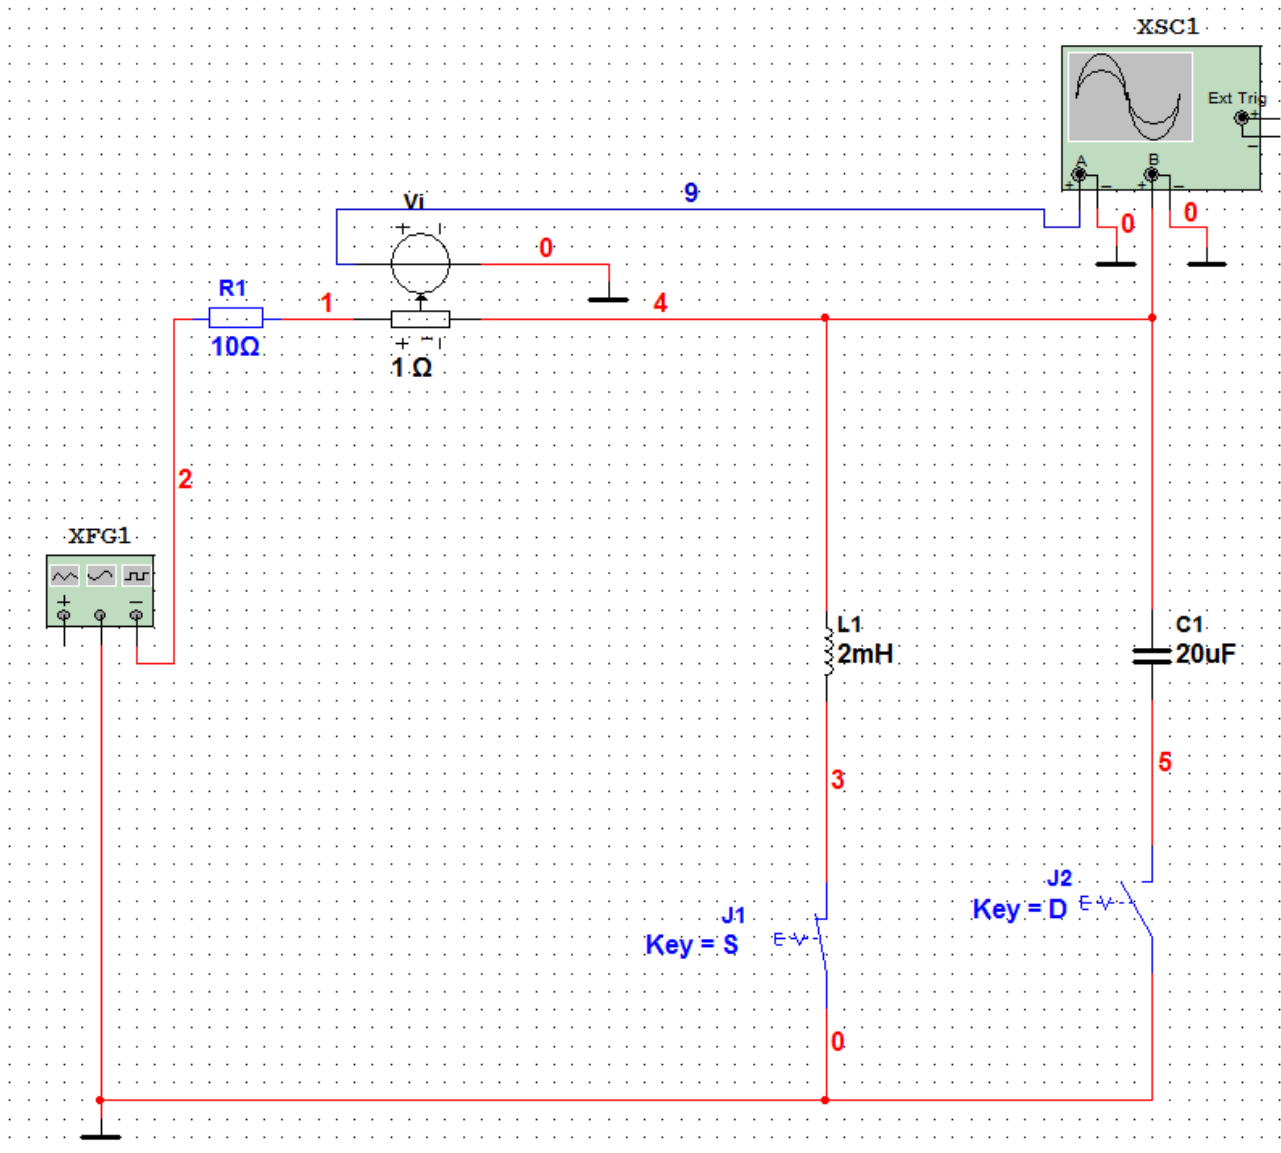 XSC1
Ext Trig
+
−
A
B
+ − + −
9
0
0
Vi
+ −
0
R1
1
4
10Ω
+ − −
1 Ω
2
XFG1
+ −
L1
2mH
C1
20uF
3
5
J2
Key = D
J1
Key = S
0